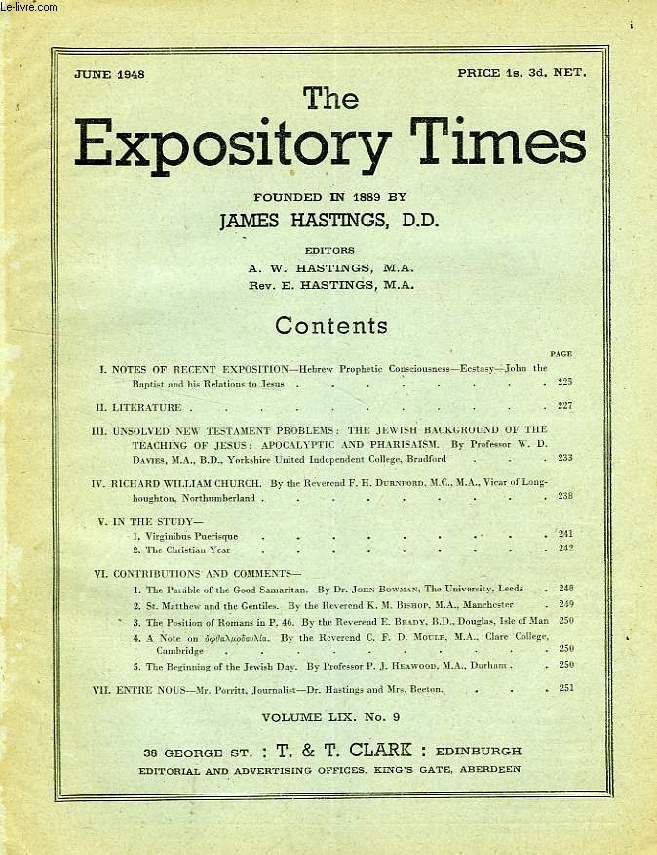 Le-livre.com
JUNE 1948 PRICE 1s. 3d. NET.
The
Expository Times
FOUNDED IN 1889 BY
JAMES HASTINGS, D.D.
EDITORS
A. W. HASTINGS, M.A.
Rev. E. HASTINGS, M.A.
Contents
PAGE
I. NOTES OF RECENT EXPOSITION—Hebrew Prophetic Consciousness—Ecstasy—John the
Baptist and his Relations to Jesus . . . . . . . . 225
II. LITERATURE . . . . . . . . . . . 227
III. UNSOLVED NEW TESTAMENT PROBLEMS: THE JEWISH BACKGROUND OF THE
TEACHING OF JESUS: APOCALYPTIC AND PHARISAISM. By Professor W. D.
DAVIES, M.A., B.D., Yorkshire United Independent College, Bradford . . . 233
IV. RICHARD WILLIAM CHURCH. By the Reverend F. E. DURNFORD, M.C., M.A., Vicar of Long-
houghton, Northumberland . . . . . . . . . 238
V. IN THE STUDY—
1. Virginibus Puerisque . . . . . . . . . 241
2. The Christian Year . . . . . . . . . 242
VI. CONTRIBUTIONS AND COMMENTS—
1. The Parable of the Good Samaritan. By Dr. JOHN BOWMAN, The University, Leeds . 248
2. St. Matthew and the Gentiles. By the Reverend K. M. BISHOP, M.A., Manchester . 249
3. The Position of Romans in P. 46. By the Reverend E. BEADY, B.D., Douglas, Isle of Man 250
4. A Note on ὀφθαλμοδουλία. By the Reverend C. F. D. MOULE, M.A., Clare College,
Cambridge . . . . . . . . . . 250
5. The Beginning of the Jewish Day. By Professor P. J. HEAWOOD, M.A., Durham . . 250
VII. ENTRE NOUS—Mr. Porritt, Journalist—Dr. Hastings and Mrs. Beeton. . . . 251
VOLUME LIX. No. 9
38 GEORGE ST. : T. & T. CLARK : EDINBURGH
EDITORIAL AND ADVERTISING OFFICES, KING'S GATE, ABERDEEN